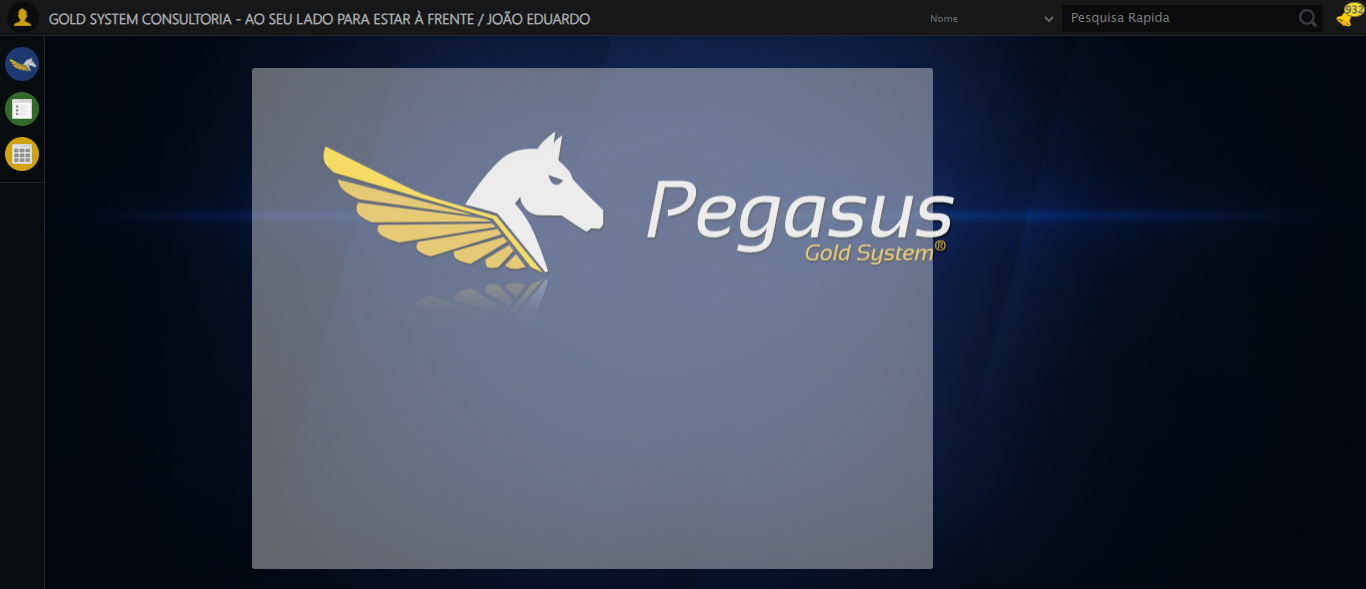 GOLD SYSTEM CONSULTORIA - AO SEU LADO PARA ESTAR À FRENTE / JOÃO EDUARDO
Nome
Pesquisa Rapida
932
Pegasus
Gold System®